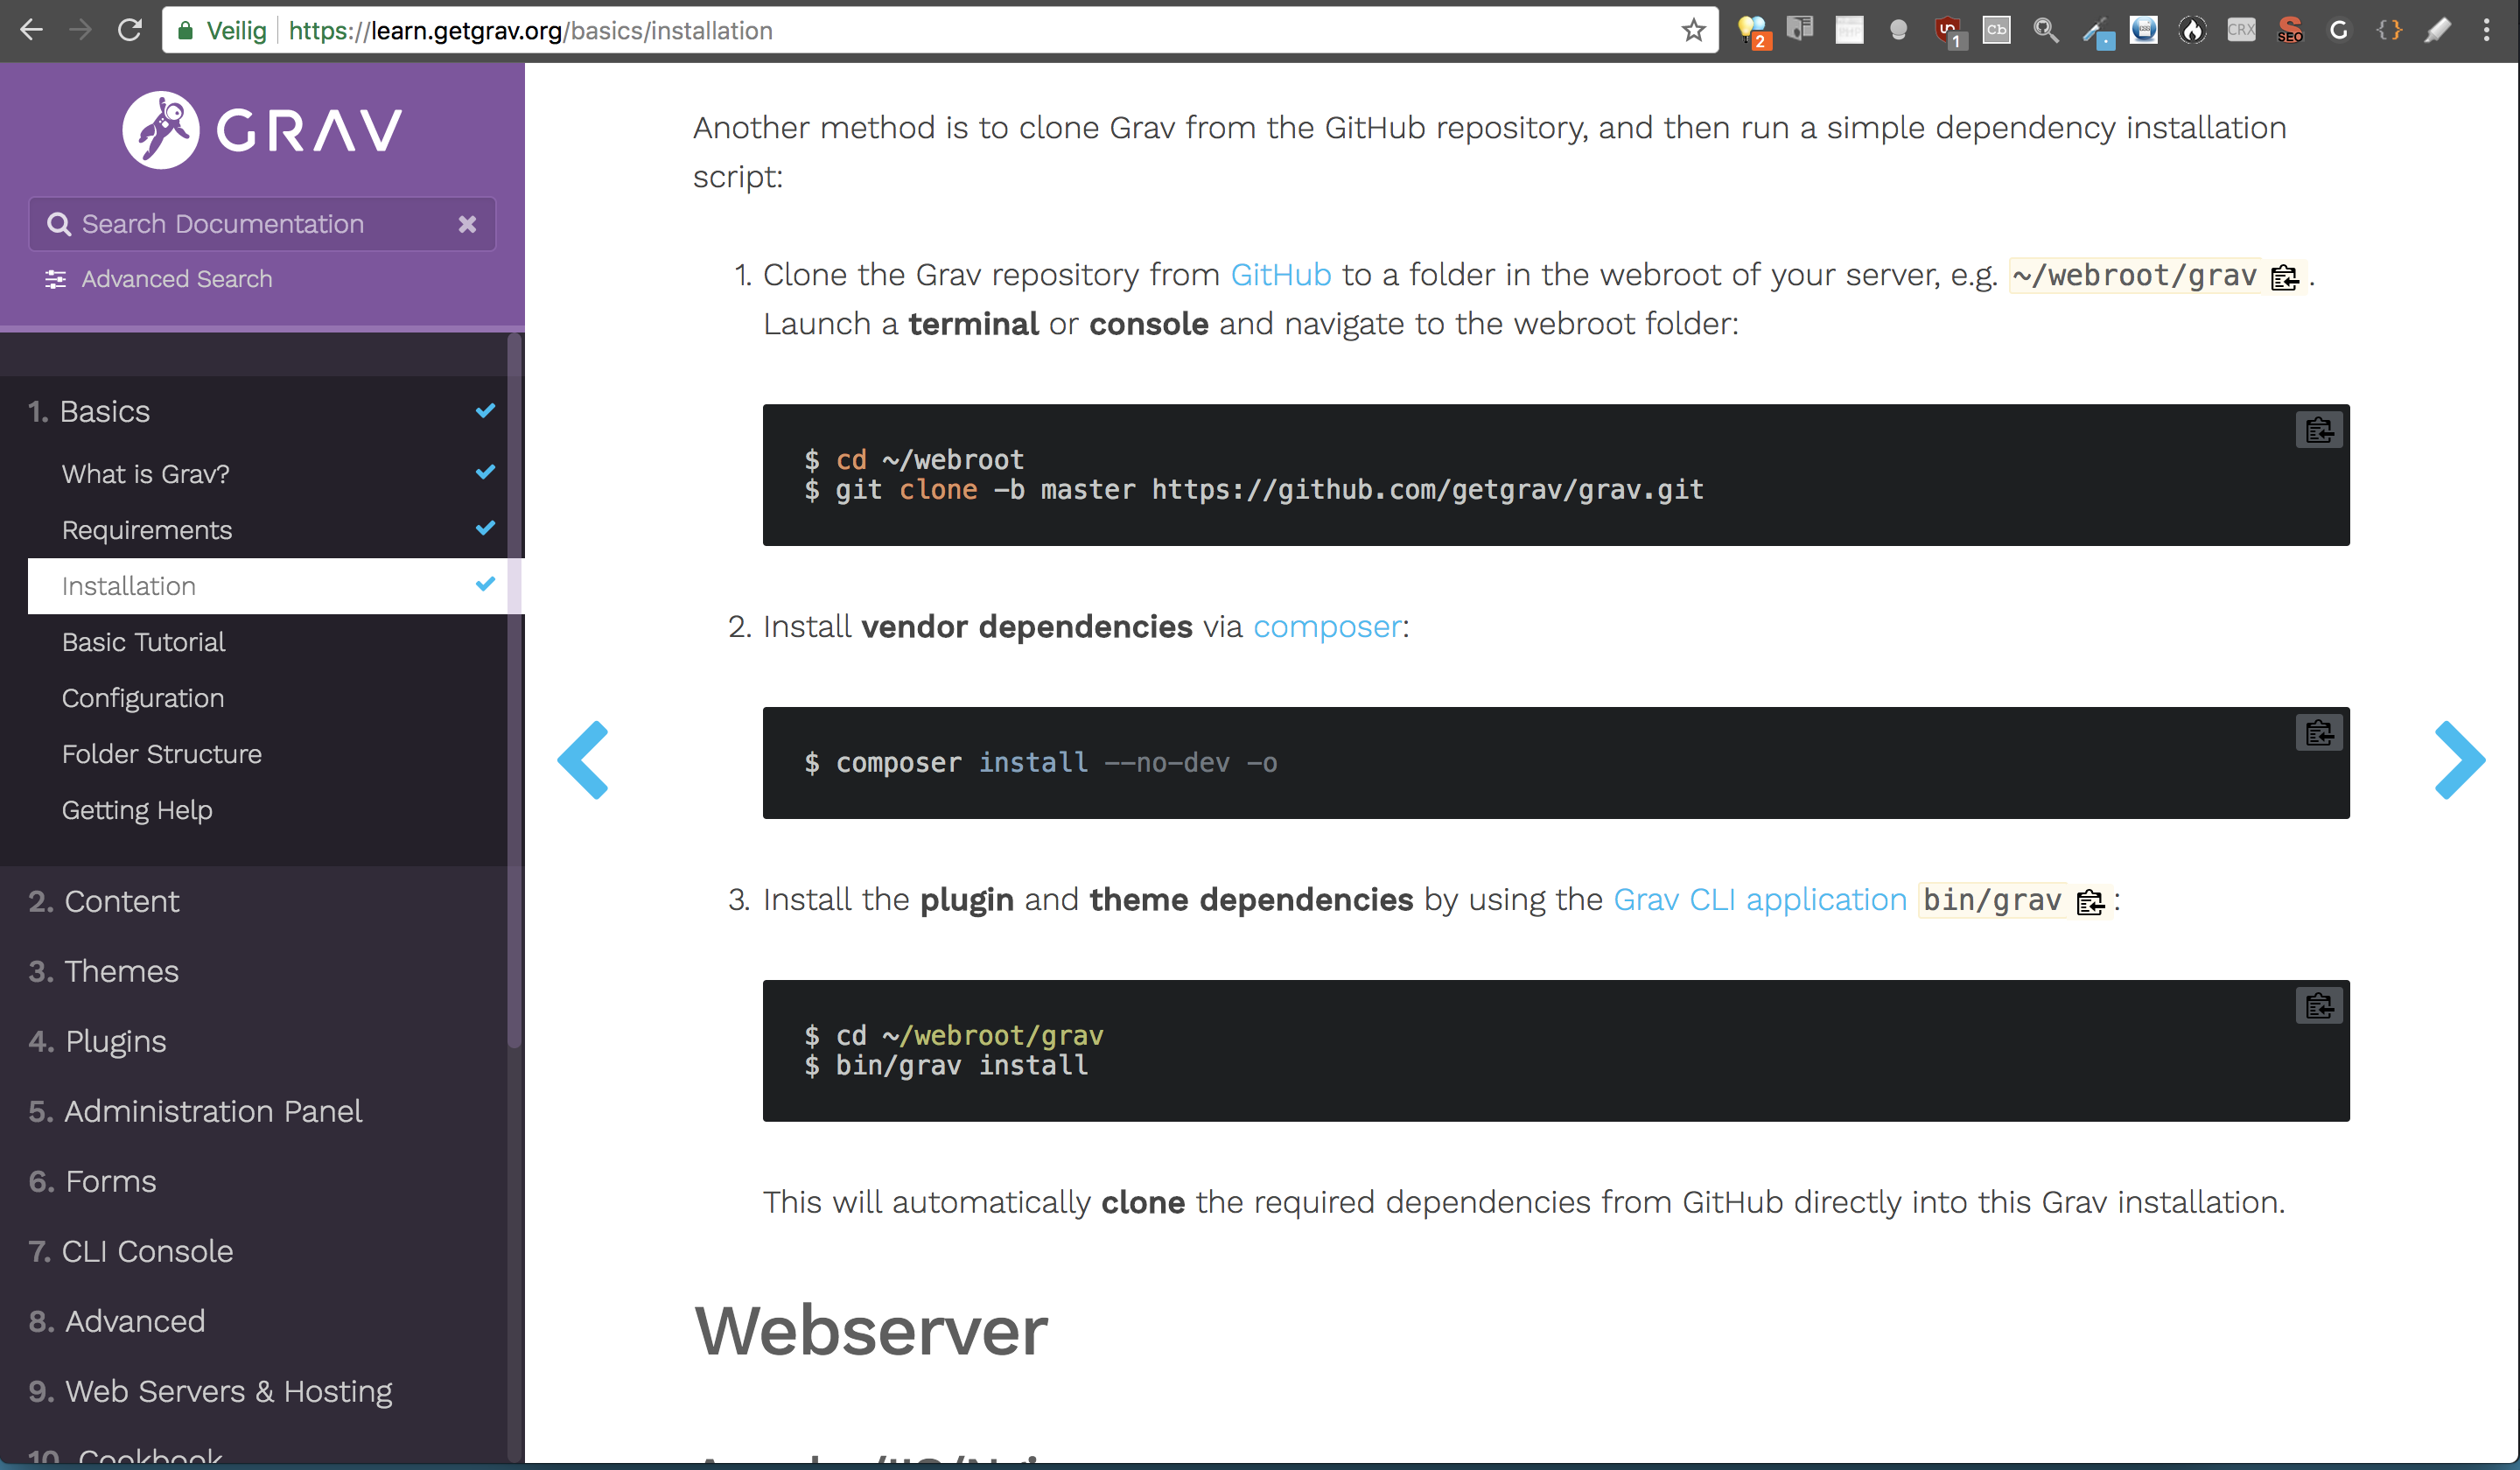 Veilig https://learn.getgrav.org/basics/installation
2
1
Cb
CRX
SEO
GRAV
Search Documentation
Advanced Search
1. Basics
What is Grav?
Requirements
Installation
Basic Tutorial
Configuration
Folder Structure
Getting Help
2. Content
3. Themes
4. Plugins
5. Administration Panel
6. Forms
7. CLI Console
8. Advanced
9. Web Servers & Hosting
10. Cookbook
Another method is to clone Grav from the GitHub repository, and then run a simple dependency installation
script:
1. Clone the Grav repository from GitHub to a folder in the webroot of your server, e.g. ~/webroot/grav .
Launch a terminal or console and navigate to the webroot folder:
$ cd ~/webroot
$ git clone -b master https://github.com/getgrav/grav.git
2. Install vendor dependencies via composer:
$ composer install --no-dev -o
3. Install the plugin and theme dependencies by using the Grav CLI application bin/grav :
$ cd ~/webroot/grav
$ bin/grav install
This will automatically clone the required dependencies from GitHub directly into this Grav installation.
Webserver